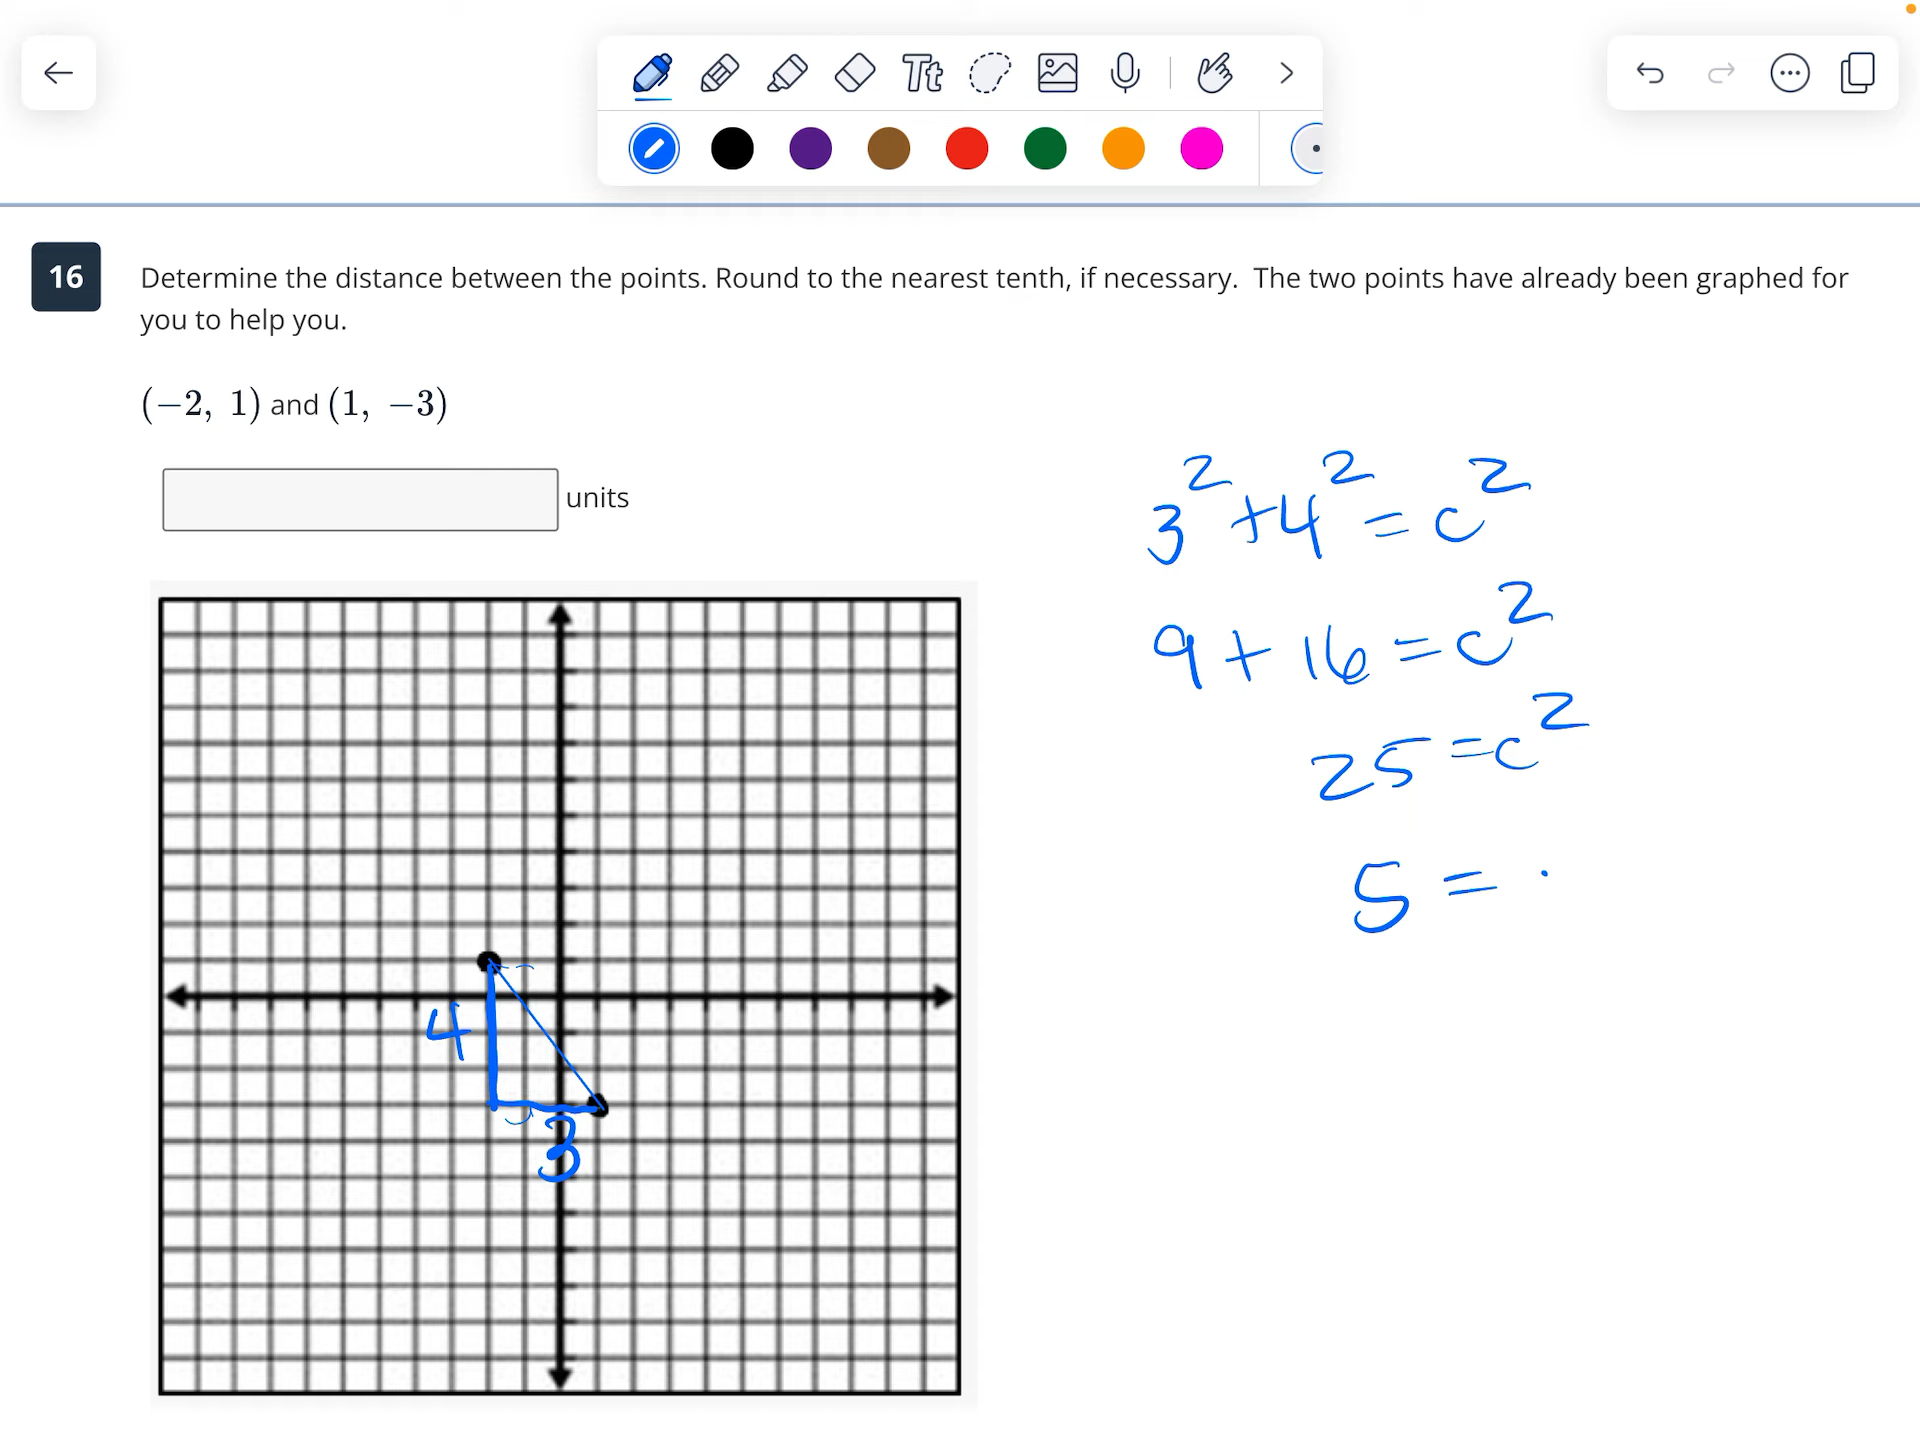 Tt
16
Determine the distance between the points. Round to the nearest tenth, if necessary. The two points have already been graphed for
you to help you.
(−2, 1) and (1, −3)
units
3² + 4² = c²
9 + 16 = c²
25 = c²
5 =
4
3